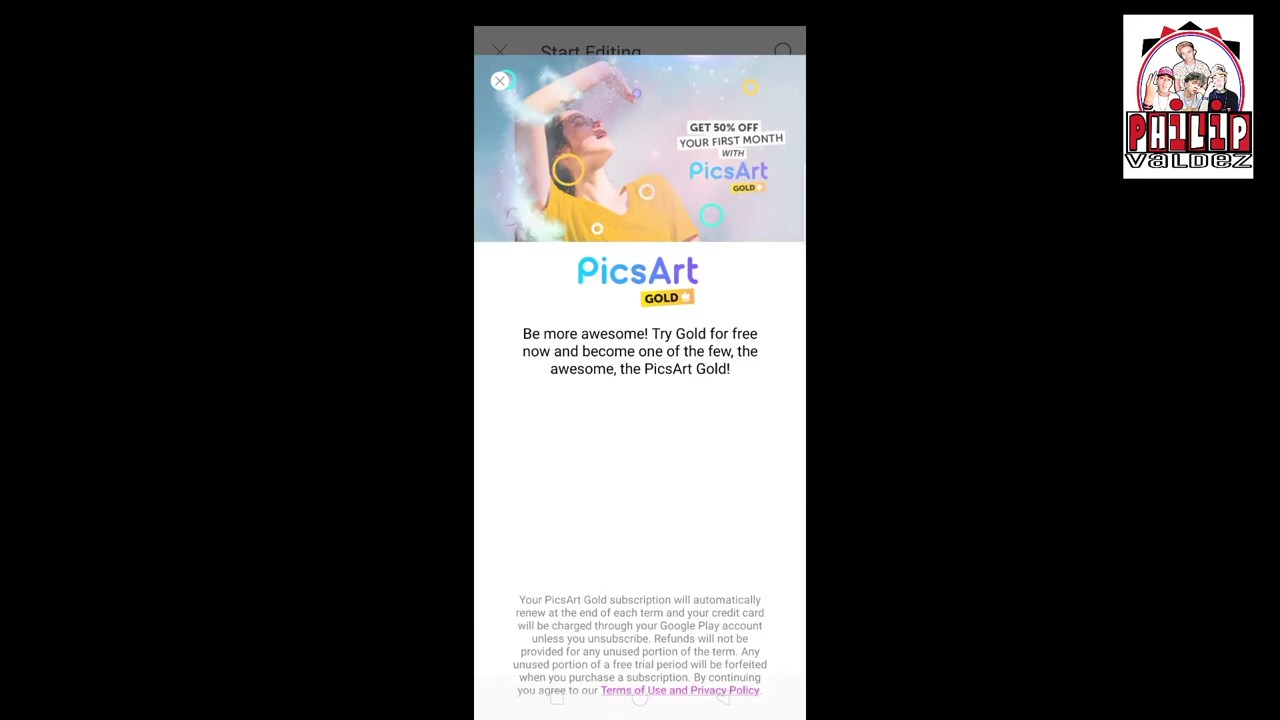 Start Editing
GET 50% OFF
YOUR FIRST MONTH
WITH
PicsArt
GOLD
PicsArt
GOLD
Be more awesome! Try Gold for free
now and become one of the few, the
awesome, the PicsArt Gold!
Your PicsArt Gold subscription will automatically
renew at the end of each term and your credit card
will be charged through your Google Play account
unless you unsubscribe. Refunds will not be
provided for any unused portion of the term. Any
unused portion of a free trial period will be forfeited
when you purchase a subscription. By continuing
you agree to our Terms of Use and Privacy Policy.
PHILIP
VALDEZ